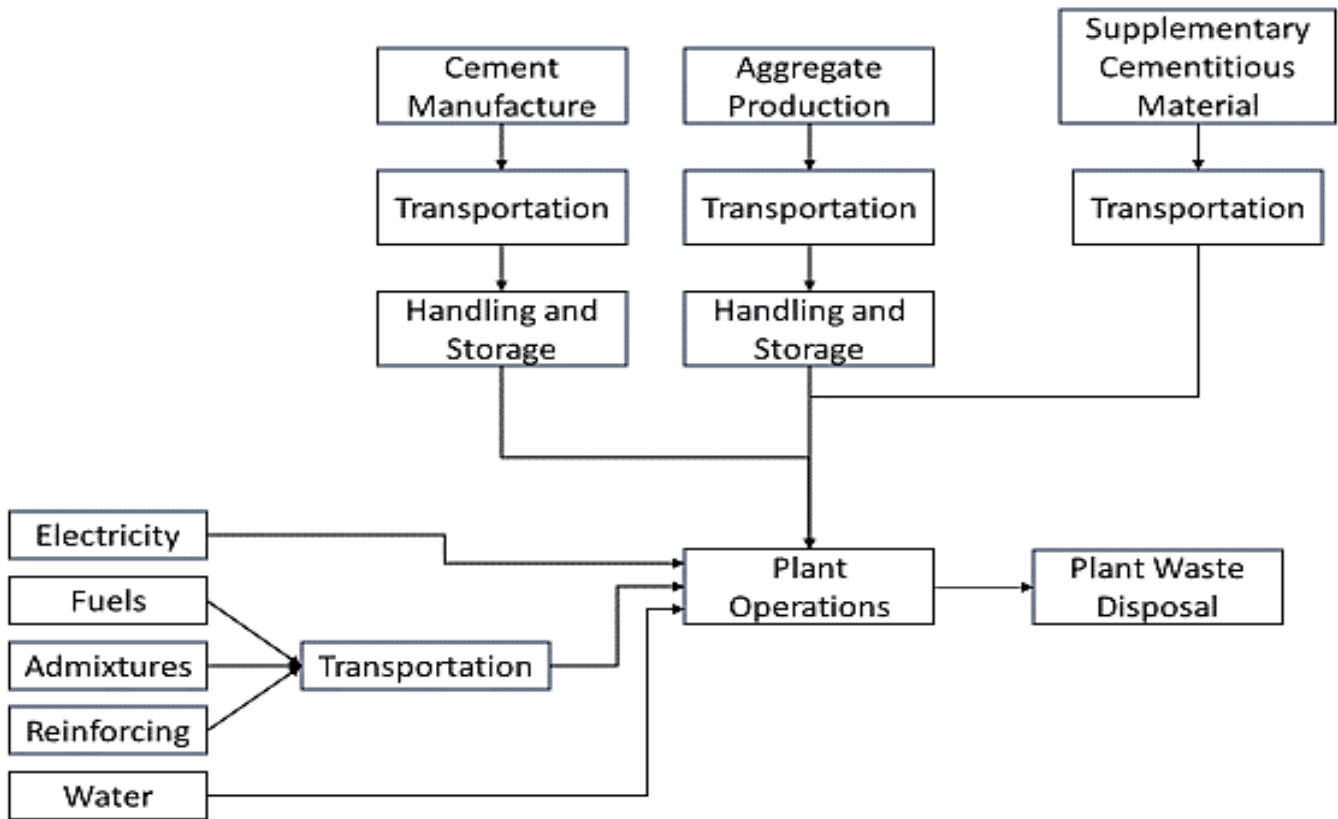 Cement
Manufacture
Aggregate
Production
Supplementary
Cementitious
Material
Transportation
Transportation
Transportation
Handling and
Storage
Handling and
Storage
Electricity
Fuels
Admixtures
Reinforcing
Water
Transportation
Plant
Operations
Plant Waste
Disposal